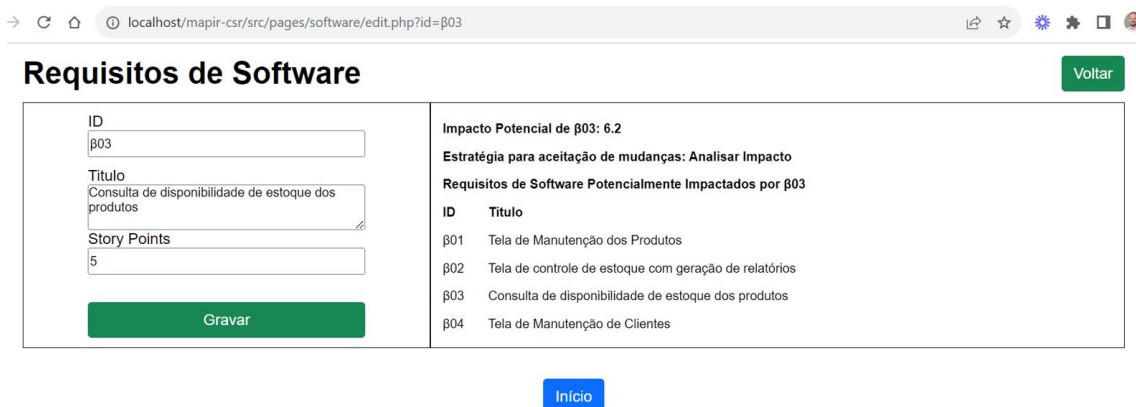 localhost/mapir-csr/src/pages/software/edit.php?id=β03
Requisitos de Software
Voltar
ID
β03
Titulo
Consulta de disponibilidade de estoque dos
produtos
Story Points
5
Gravar
Impacto Potencial de β03: 6.2
Estratégia para aceitação de mudanças: Analisar Impacto
Requisitos de Software Potencialmente Impactados por β03
ID Titulo
β01 Tela de Manutenção dos Produtos
β02 Tela de controle de estoque com geração de relatórios
β03 Consulta de disponibilidade de estoque dos produtos
β04 Tela de Manutenção de Clientes
Início